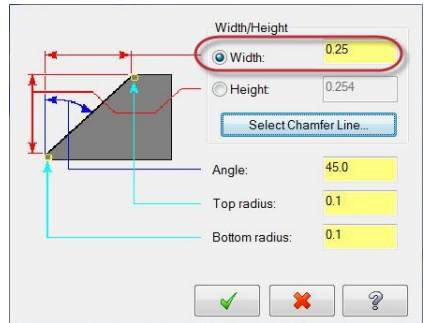 Width/Height
Width: 0.25
Height: 0.254
Select Chamfer Line...
Angle: 45.0
Top radius: 0.1
Bottom radius: 0.1
?